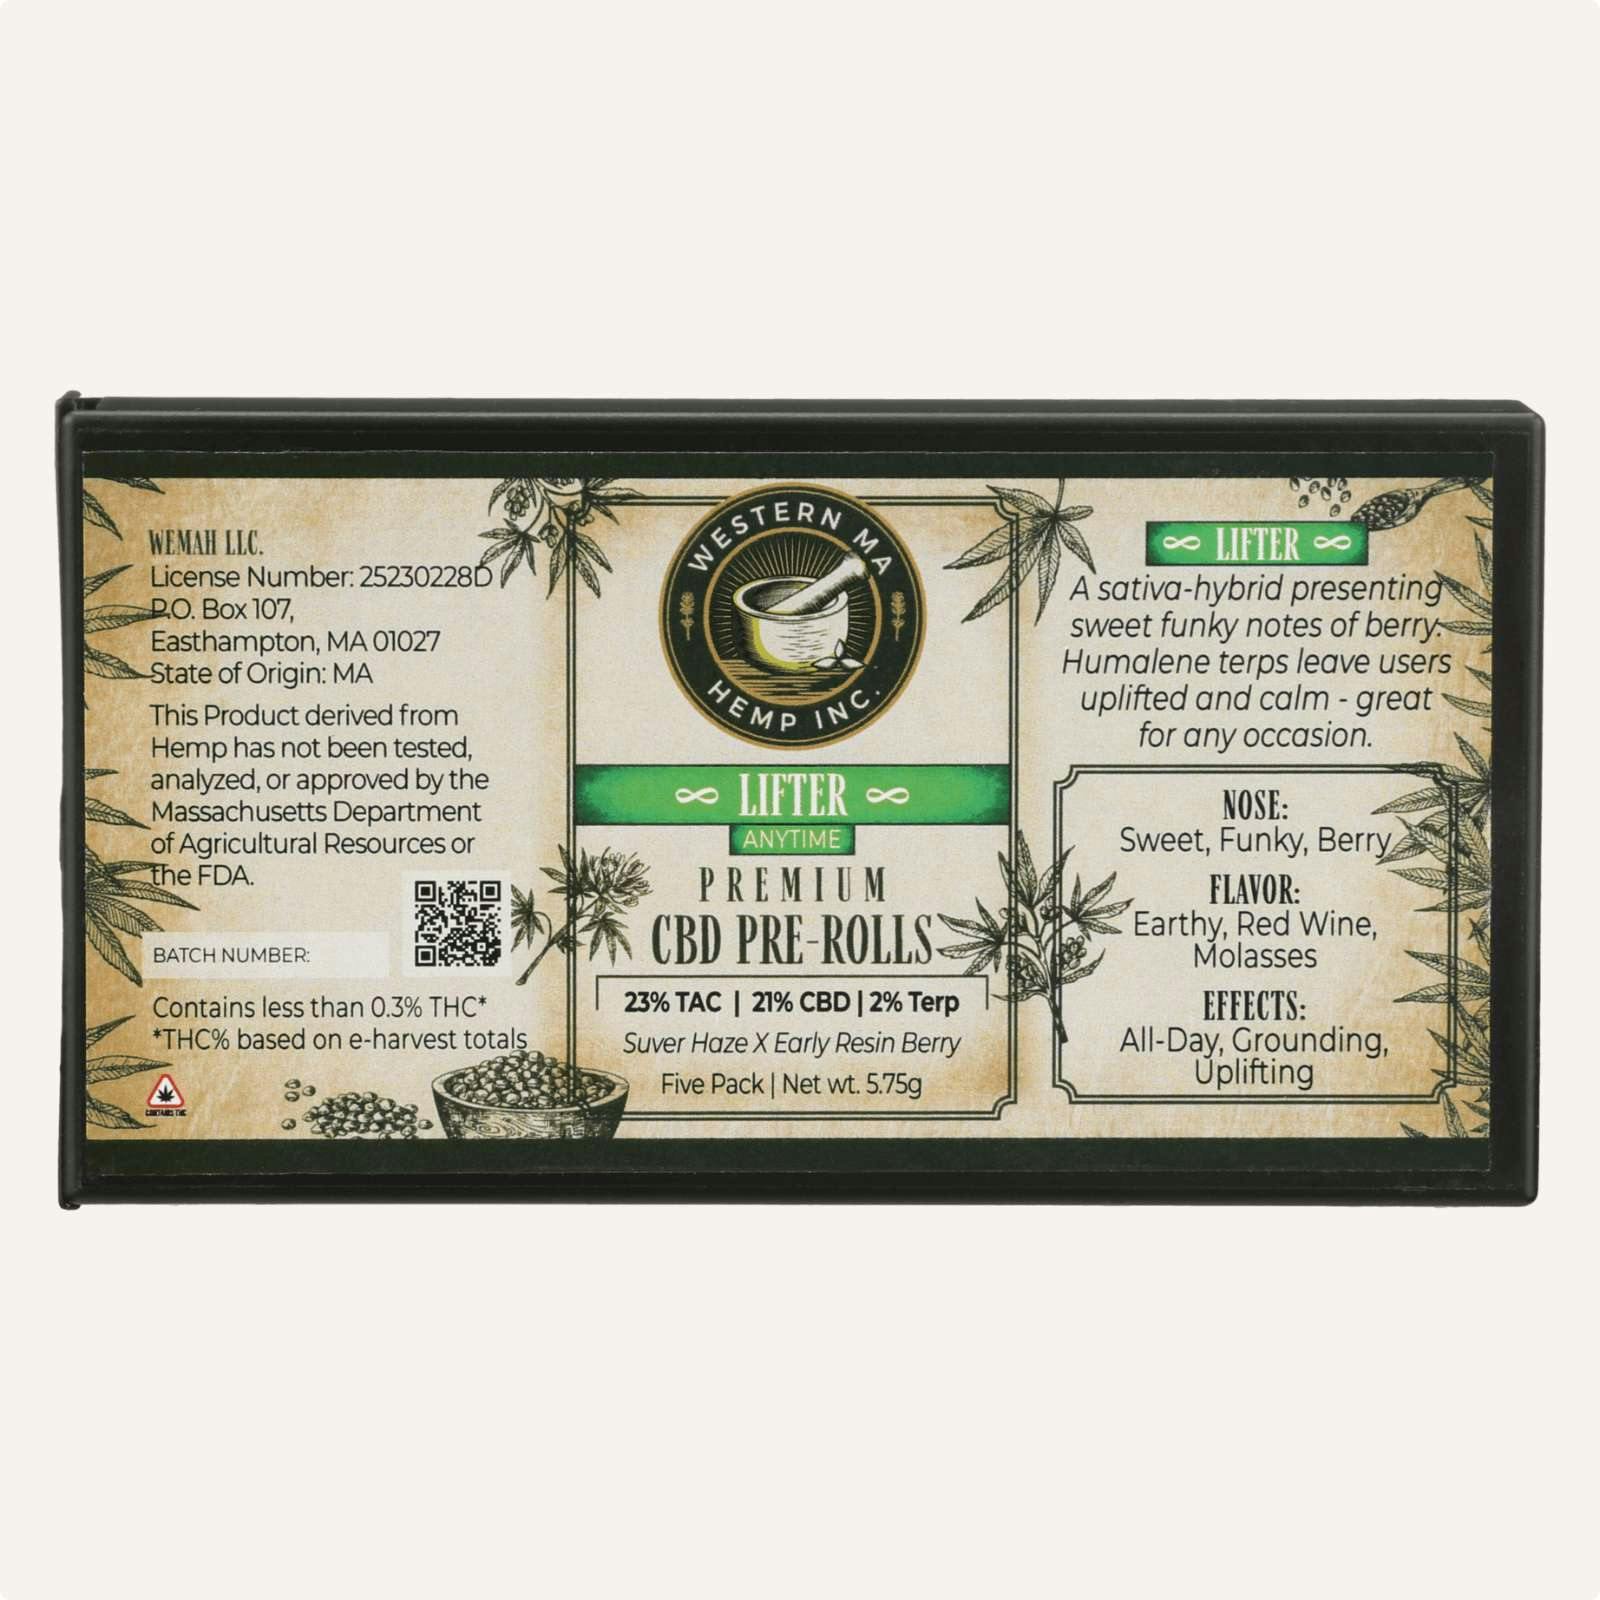 WEMAH LLC.
License Number: 25230228D
P.O. Box 107,
Easthampton, MA 01027
State of Origin: MA
This Product derived from
Hemp has not been tested,
analyzed, or approved by the
Massachusetts Department
of Agricultural Resources or
the FDA.
BATCH NUMBER:
Contains less than 0.3% THC*
*THC% based on e-harvest totals
CONTAINS THC
WESTERN MA
HEMP INC.
LIFTER
ANYTIME
PREMIUM
CBD PRE-ROLLS
23% TAC | 21% CBD | 2% Terp
Suver Haze X Early Resin Berry
Five Pack | Net wt. 5.75g
LIFTER
A sativa-hybrid presenting
sweet funky notes of berry.
Humalene terps leave users
uplifted and calm - great
for any occasion.
NOSE:
Sweet, Funky, Berry
FLAVOR:
Earthy, Red Wine,
Molasses
EFFECTS:
All-Day, Grounding,
Uplifting